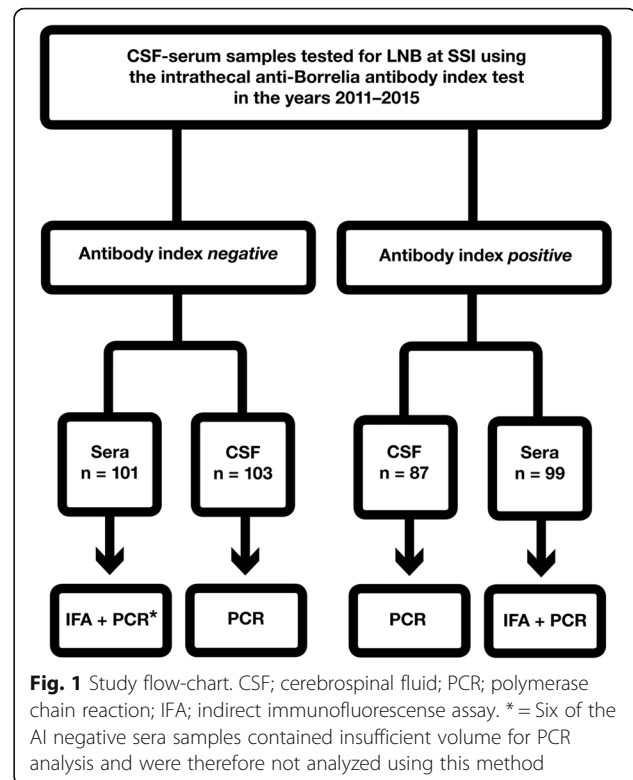 CSF-serum samples tested for LNB at SSI using
the intrathecal anti-Borrelia antibody index test
in the years 2011–2015
Antibody index negative
Antibody index positive
Sera
n = 101
CSF
n = 103
CSF
n = 87
Sera
n = 99
IFA + PCR*
PCR
PCR
IFA + PCR
Fig. 1 Study flow-chart. CSF; cerebrospinal fluid; PCR; polymerase
chain reaction; IFA; indirect immunofluorescense assay. * = Six of the
AI negative sera samples contained insufficient volume for PCR
analysis and were therefore not analyzed using this method